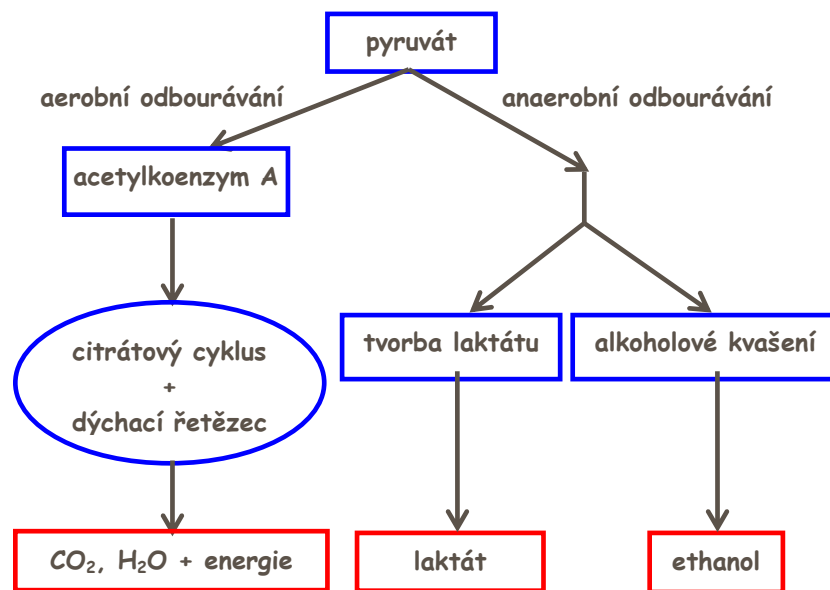 pyruvát
aerobní odbourávání
anaerobní odbourávání
acetylkoenzym A
citrátový cyklus
+
dýchací řetězec
tvorba laktátu
alkoholové kvašení
CO₂, H₂O + energie
laktát
ethanol